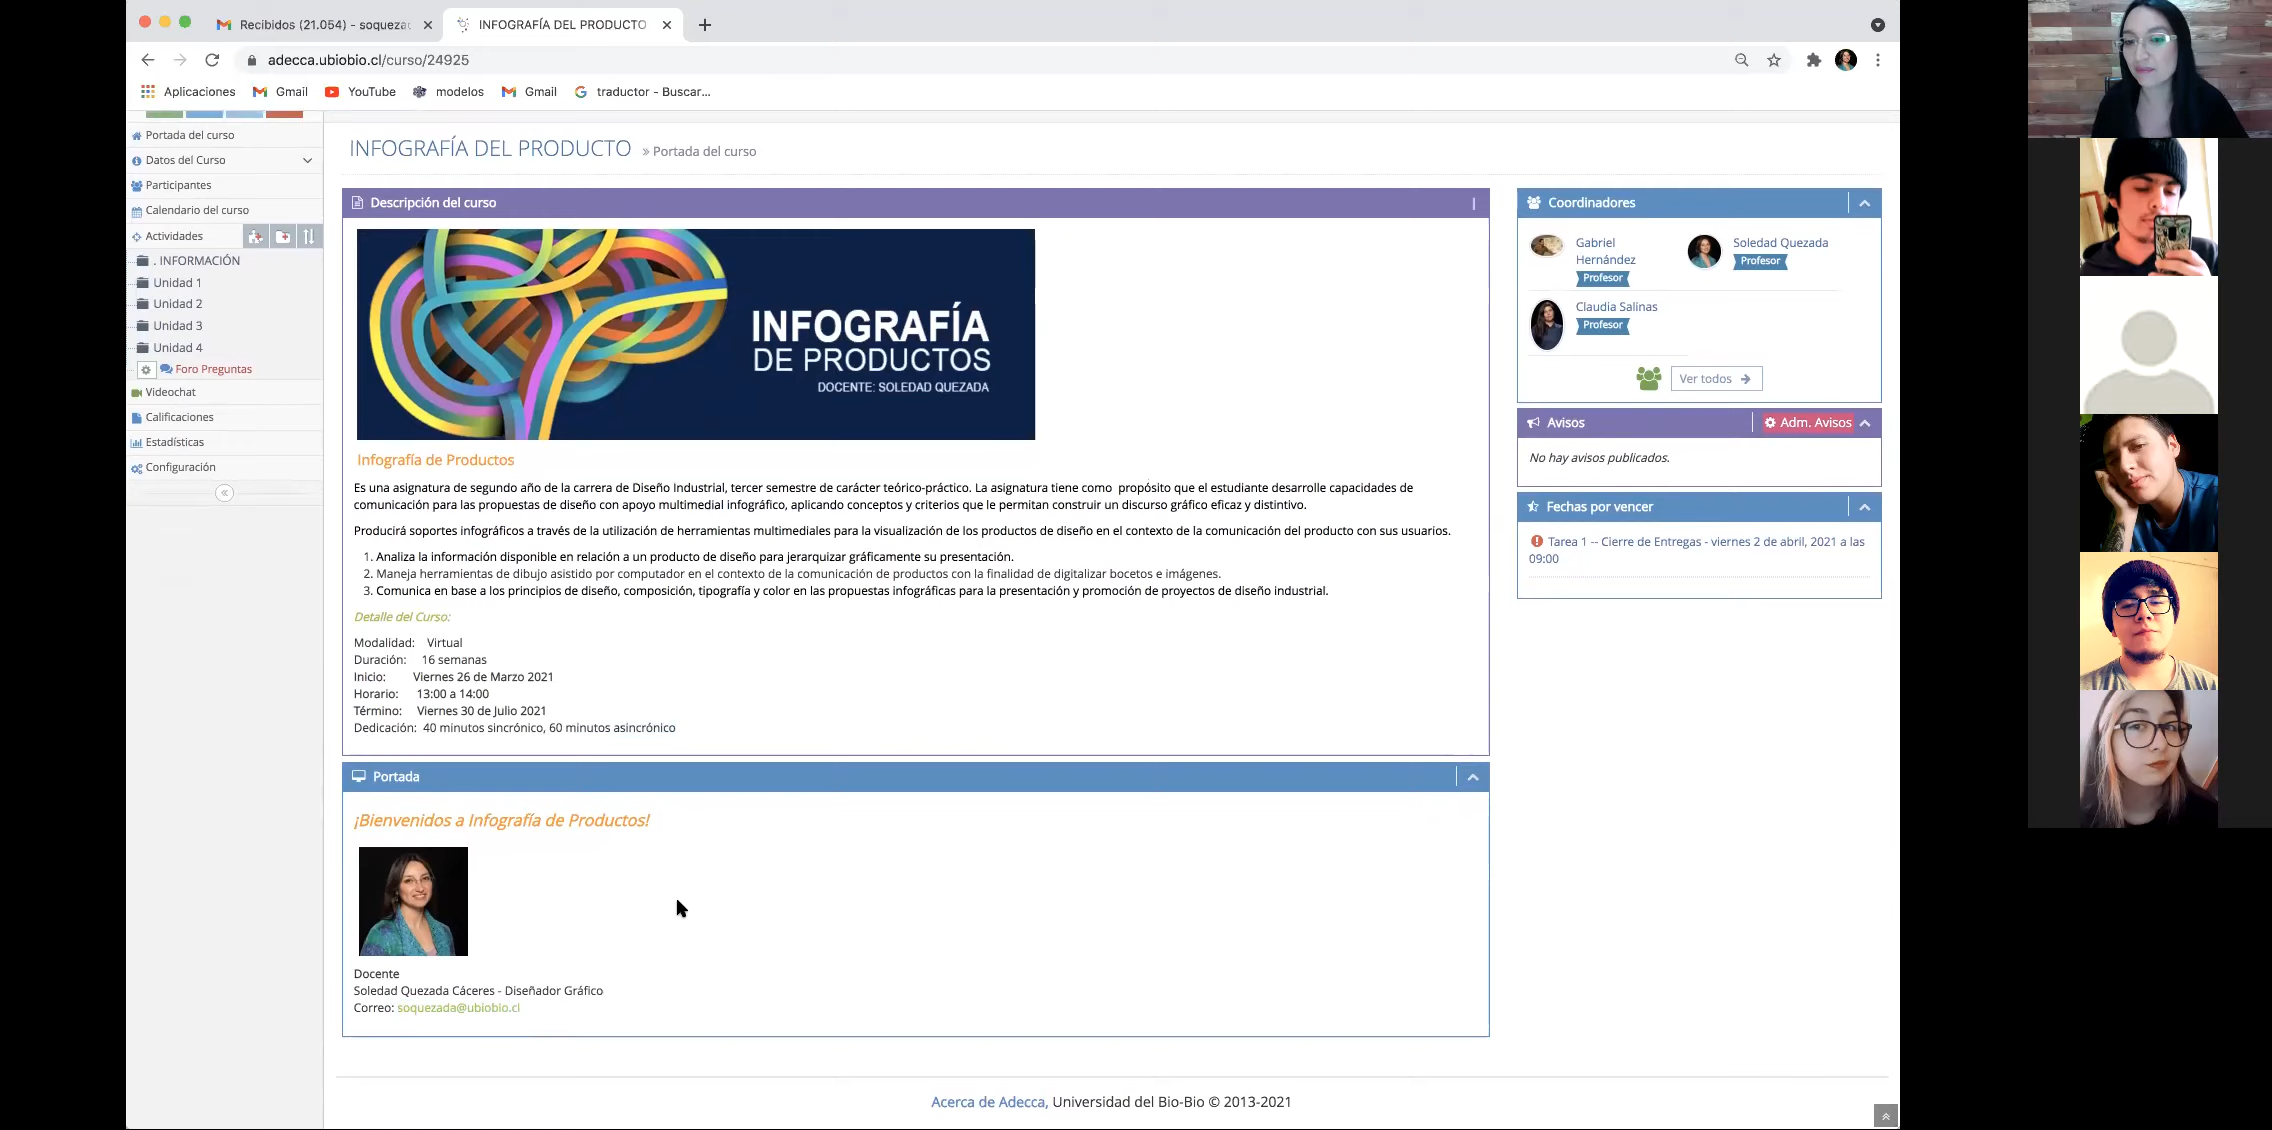 Recibidos (21.054) - soquezad
INFOGRAFÍA DEL PRODUCTO
adecca.ubiobio.cl/curso/24925
Aplicaciones
Gmail
YouTube
modelos
Gmail
traductor - Buscar...
Portada del curso
Datos del Curso
Participantes
Calendario del curso
Actividades
. INFORMACIÓN
Unidad 1
Unidad 2
Unidad 3
Unidad 4
Foro Preguntas
Videochat
Calificaciones
Estadísticas
Configuración
INFOGRAFÍA DEL PRODUCTO » Portada del curso
Descripción del curso
INFOGRAFÍA
DE PRODUCTOS
DOCENTE: SOLEDAD QUEZADA
Infografía de Productos
Es una asignatura de segundo año de la carrera de Diseño Industrial, tercer semestre de carácter teórico-práctico. La asignatura tiene como propósito que el estudiante desarrolle capacidades de
comunicación para las propuestas de diseño con apoyo multimedial infográfico, aplicando conceptos y criterios que le permitan construir un discurso gráfico eficaz y distintivo.
Producirá soportes infográficos a través de la utilización de herramientas multimediales para la visualización de los productos de diseño en el contexto de la comunicación del producto con sus usuarios.
1. Analiza la información disponible en relación a un producto de diseño para jerarquizar gráficamente su presentación.
2. Maneja herramientas de dibujo asistido por computador en el contexto de la comunicación de productos con la finalidad de digitalizar bocetos e imágenes.
3. Comunica en base a los principios de diseño, composición, tipografía y color en las propuestas infográficas para la presentación y promoción de proyectos de diseño industrial.
Detalle del Curso:
Modalidad: Virtual
Duración: 16 semanas
Inicio: Viernes 26 de Marzo 2021
Horario: 13:00 a 14:00
Término: Viernes 30 de Julio 2021
Dedicación: 40 minutos sincrónico, 60 minutos asincrónico
Portada
¡Bienvenidos a Infografía de Productos!
Docente
Soledad Quezada Cáceres - Diseñador Gráfico
Correo: soquezada@ubiobio.cl
Coordinadores
Gabriel
Hernández
Profesor
Soledad Quezada
Profesor
Claudia Salinas
Profesor
Ver todos
Avisos
Adm. Avisos
No hay avisos publicados.
Fechas por vencer
Tarea 1 -- Cierre de Entregas - viernes 2 de abril, 2021 a las
09:00
Acerca de Adecca, Universidad del Bio-Bio © 2013-2021